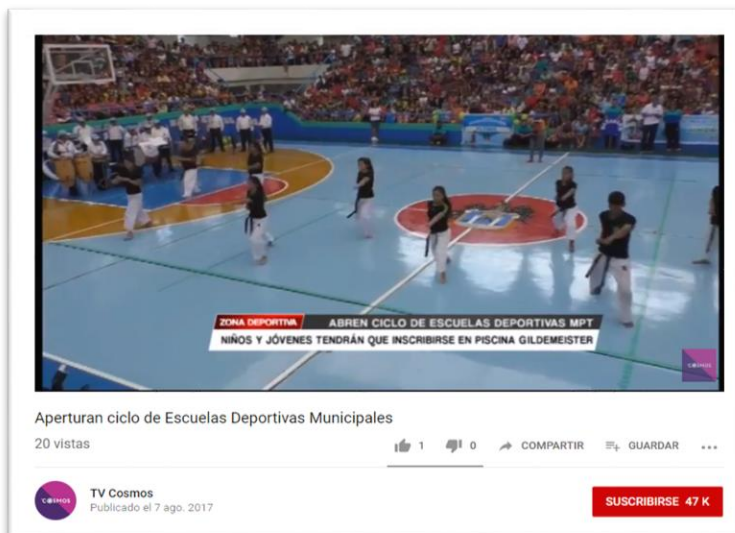 ZONA DEPORTIVA ABREN CICLO DE ESCUELAS DEPORTIVAS MPT
NIÑOS Y JÓVENES TENDRÁN QUE INSCRIBIRSE EN PISCINA GILDEMEISTER
COSMOS
Aperturan ciclo de Escuelas Deportivas Municipales
20 vistas
1
0
COMPARTIR
GUARDAR
COSMOS
TV Cosmos
Publicado el 7 ago. 2017
SUSCRIBIRSE 47 K